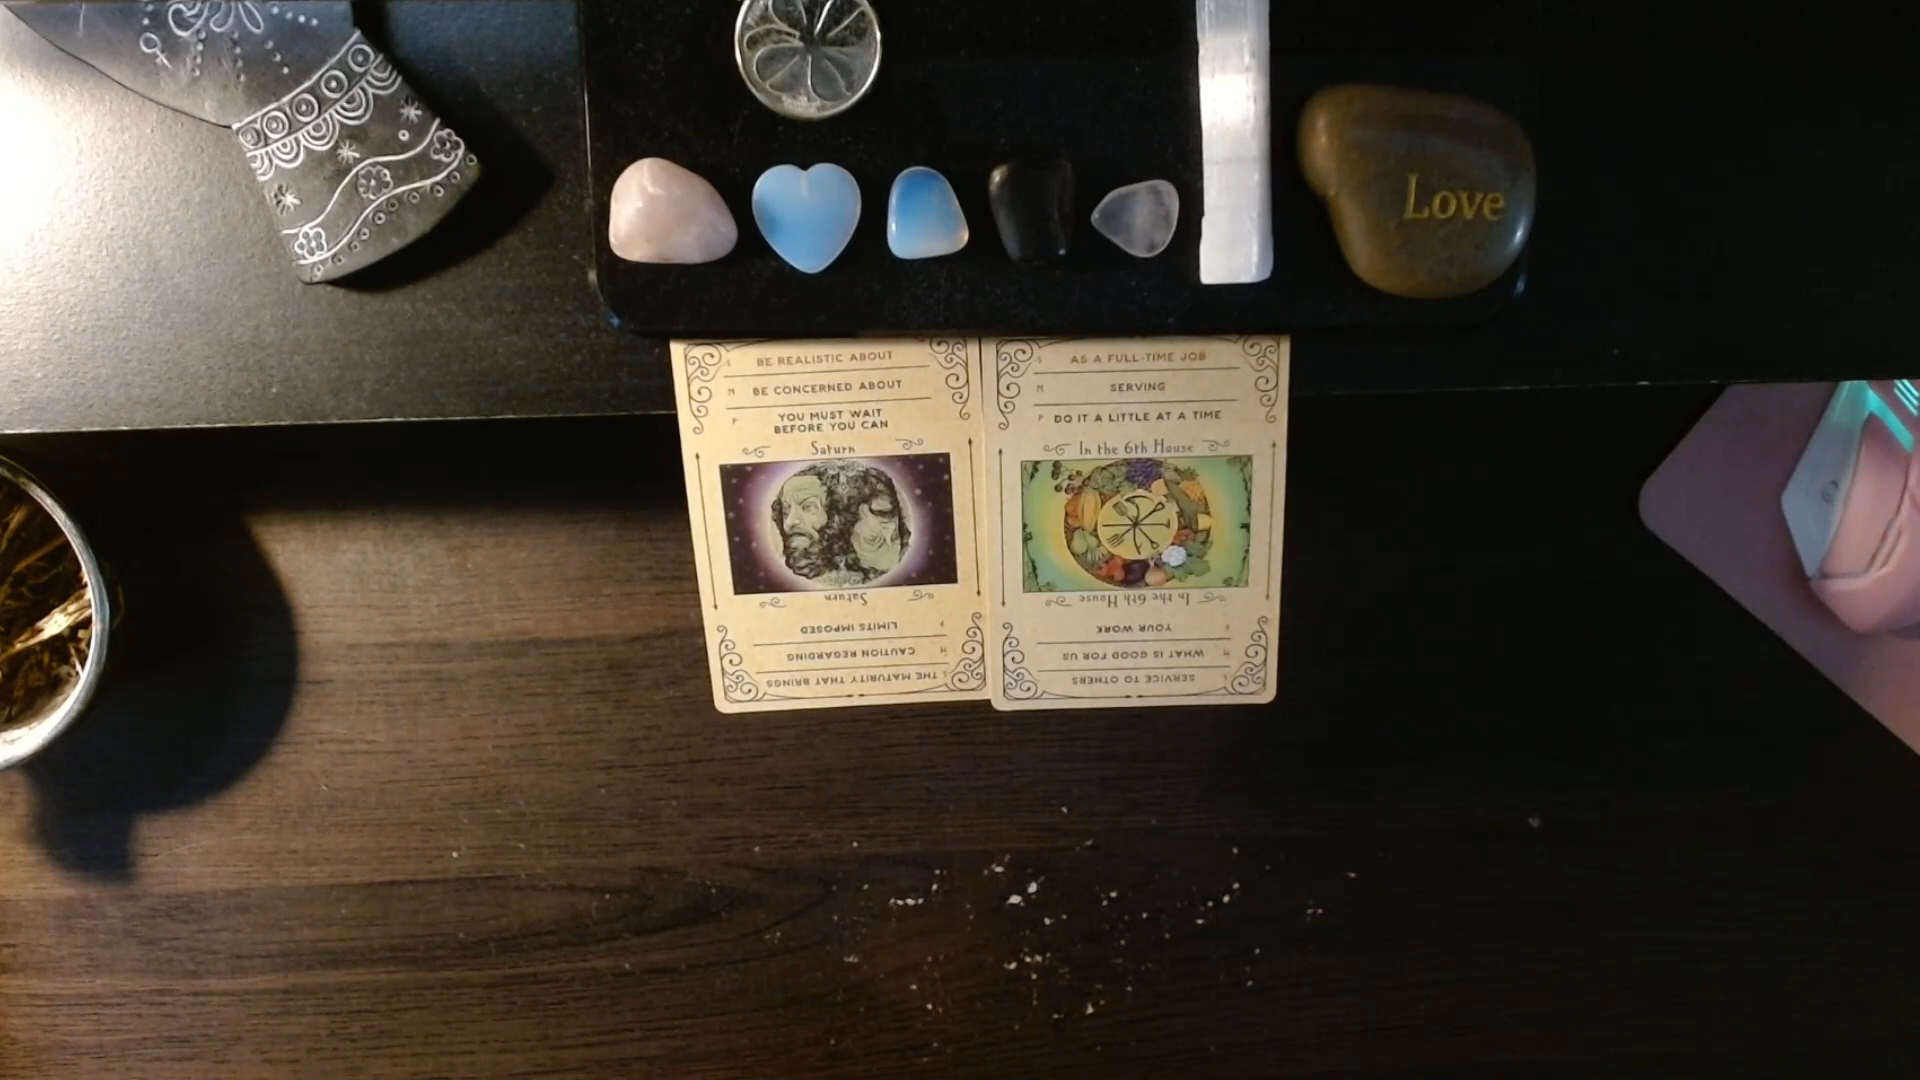 Love
S BE REALISTIC ABOUT
M BE CONCERNED ABOUT
P YOU MUST WAIT
BEFORE YOU CAN
Saturn
Saturn
P LIMITS IMPOSED
M CAUTION REGARDING
S THE MATURITY THAT BRINGS
S AS A FULL-TIME JOB
M SERVING
P DO IT A LITTLE AT A TIME
In the 6th House
In the 6th House
P YOUR WORK
M WHAT IS GOOD FOR US
S SERVICE TO OTHERS